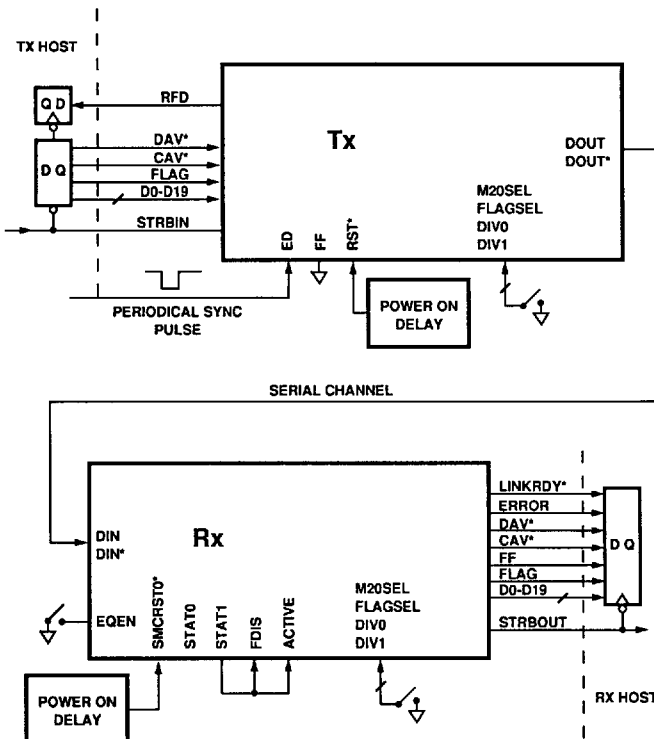 TX HOST
Q D
RFD
D Q
DAV*
CAV*
FLAG
D0-D19
STRBIN
Tx
DOUT
DOUT*
M20SEL
FLAGSEL
DIV0
DIV1
ED
FF
RST*
PERIODICAL SYNC
PULSE
POWER ON
DELAY
SERIAL CHANNEL
DIN
DIN*
Rx
EQEN
SMCRST0*
STAT0
STAT1
FDIS
ACTIVE
M20SEL
FLAGSEL
DIV0
DIV1
LINKRDY*
ERROR
DAV*
CAV*
FF
FLAG
D0-D19
STRBOUT
D Q
POWER ON
DELAY
RX HOST